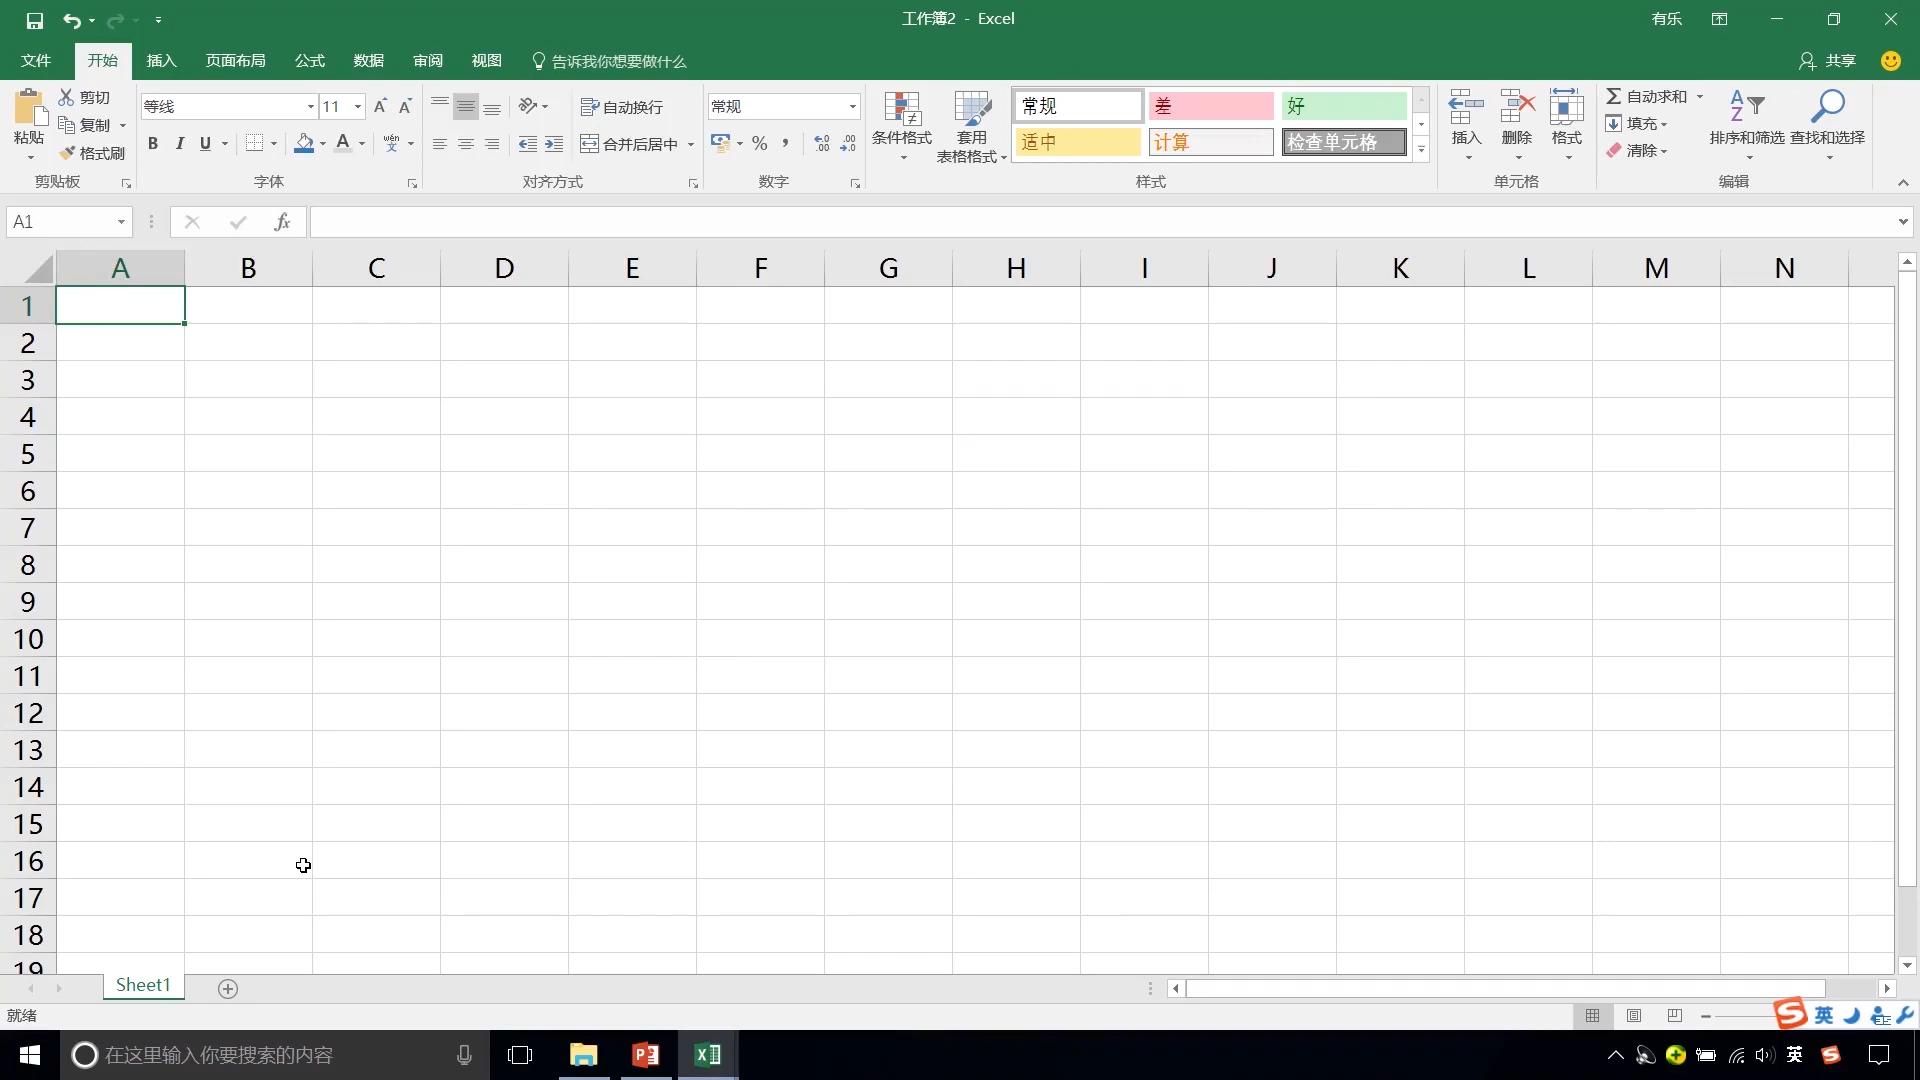 工作簿2 - Excel
有乐
文件 开始 插入 页面布局 公式 数据 审阅 视图 告诉我你想要做什么 共享
粘贴 剪切 复制 格式刷 剪贴板
等线 11 A A B I U A wén 文 字体
自动换行 合并后居中 对齐方式
常规 % , .00 .0 数字
条件格式 套用 表格格式
常规 差 好
适中 计算 检查单元格
样式
插入 删除 格式 单元格
自动求和 填充 清除 排序和筛选 查找和选择 编辑
A1 fx
A B C D E F G H I J K L M N
1
2
3
4
5
6
7
8
9
10
11
12
13
14
15
16
17
18
19
Sheet1
就绪
英
在这里输入你要搜索的内容
英